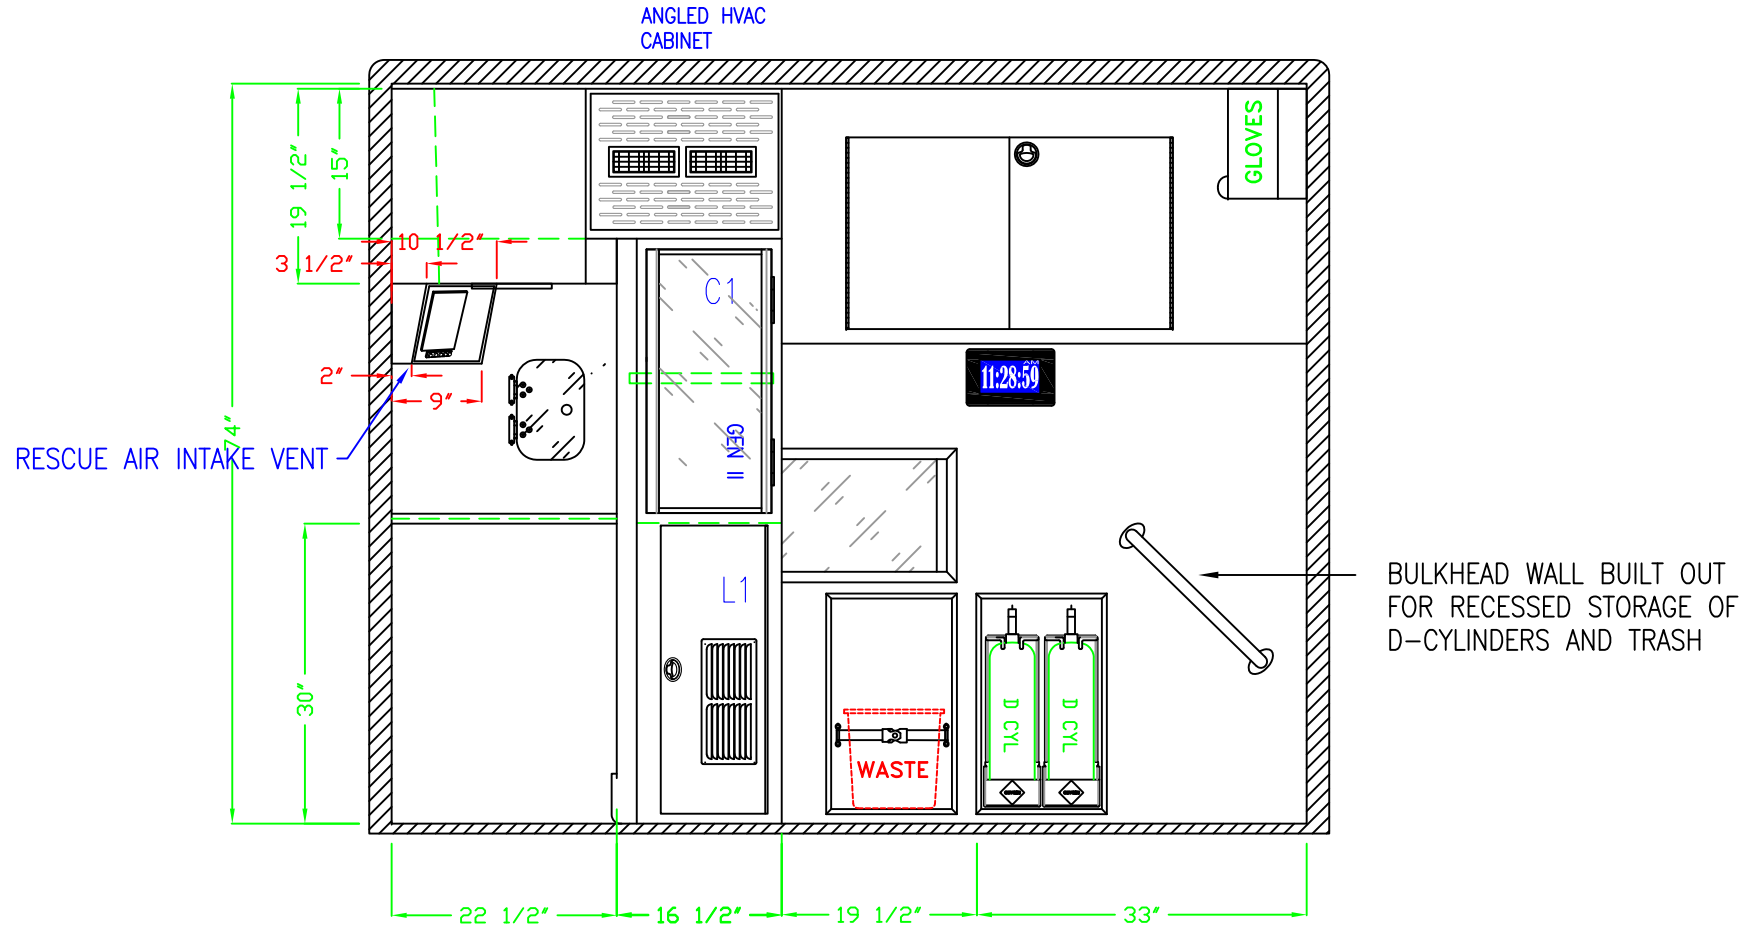 ANGLED HVAC
CABINET
GLOVES
19 1/2"
15"
10 1/2"
3 1/2"
C1
AM
11:28:59
2"
9"
74"
GEN II
RESCUE AIR INTAKE VENT
BULKHEAD WALL BUILT OUT
FOR RECESSED STORAGE OF
D-CYLINDERS AND TRASH
L1
30"
D CYL
D CYL
WASTE
22 1/2"
16 1/2"
19 1/2"
33"